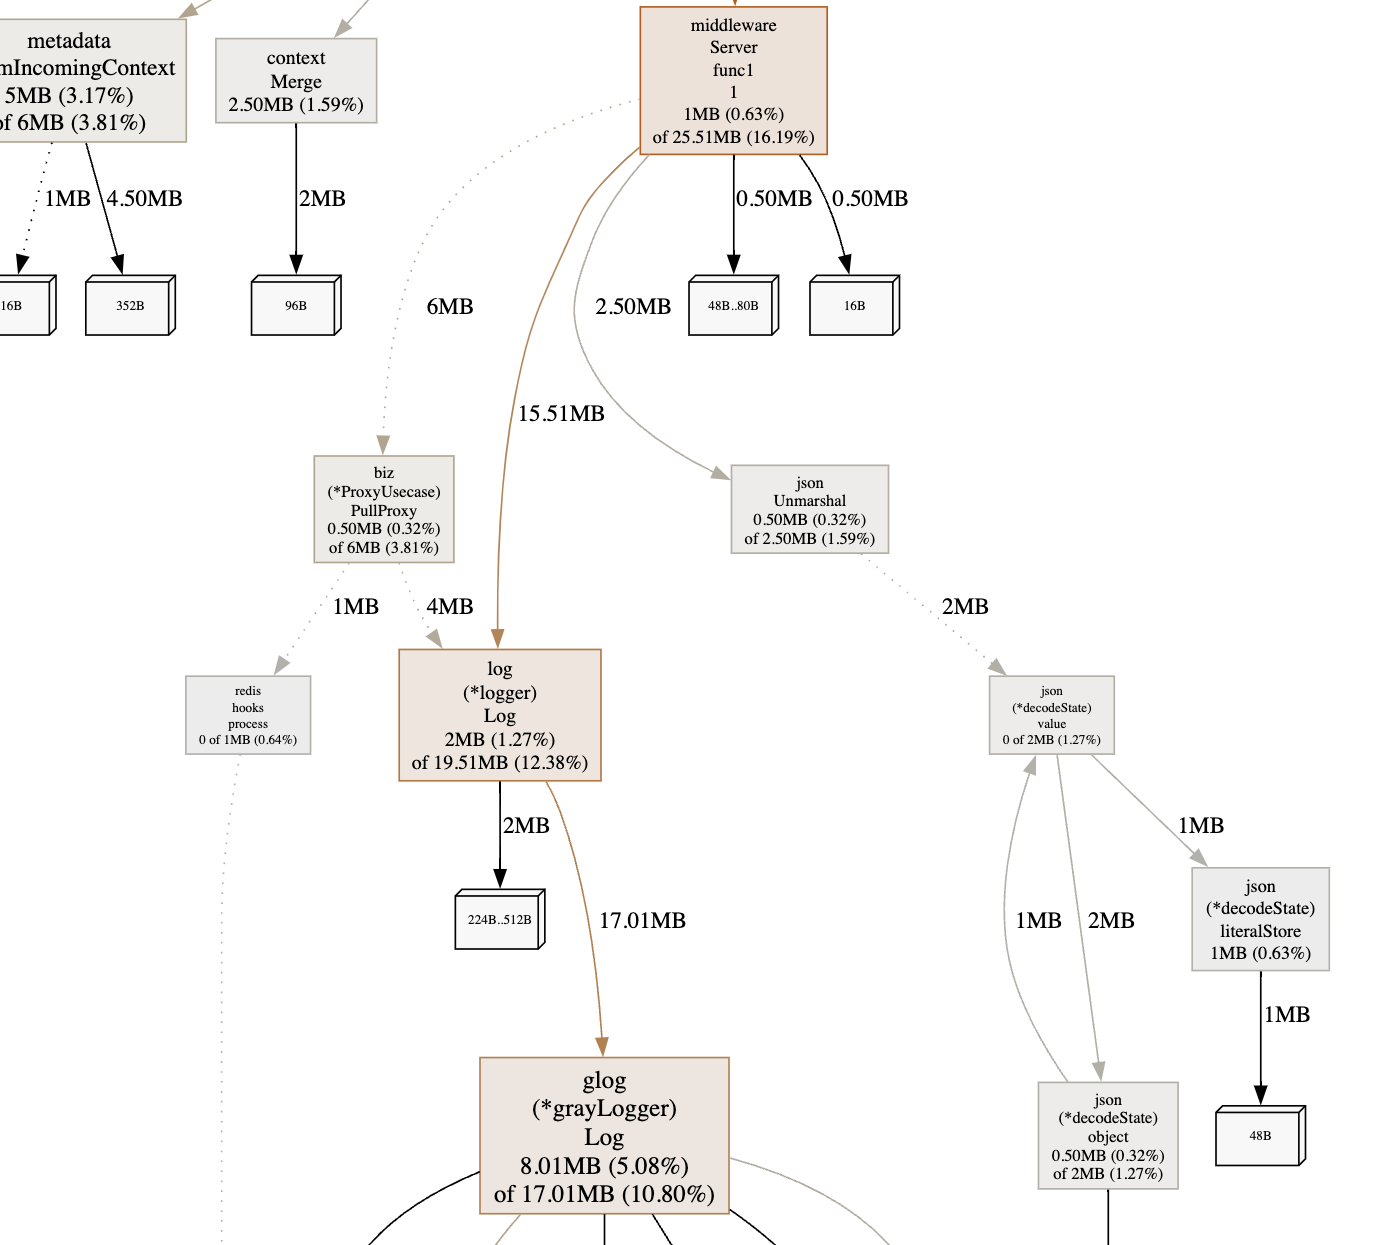 metadata
mIncomingContext
5MB (3.17%)
of 6MB (3.81%)
context
Merge
2.50MB (1.59%)
middleware
Server
func1
1
1MB (0.63%)
of 25.51MB (16.19%)
1MB
4.50MB
2MB
0.50MB
0.50MB
16B
352B
96B
6MB
2.50MB
48B..80B
16B
15.51MB
biz
(*ProxyUsecase)
PullProxy
0.50MB (0.32%)
of 6MB (3.81%)
json
Unmarshal
0.50MB (0.32%)
of 2.50MB (1.59%)
1MB
4MB
2MB
redis
hooks
process
0 of 1MB (0.64%)
log
(*logger)
Log
2MB (1.27%)
of 19.51MB (12.38%)
json
(*decodeState)
value
0 of 2MB (1.27%)
2MB
1MB
224B..512B
17.01MB
1MB
2MB
json
(*decodeState)
literalStore
1MB (0.63%)
1MB
glog
(*grayLogger)
Log
8.01MB (5.08%)
of 17.01MB (10.80%)
json
(*decodeState)
object
0.50MB (0.32%)
of 2MB (1.27%)
48B